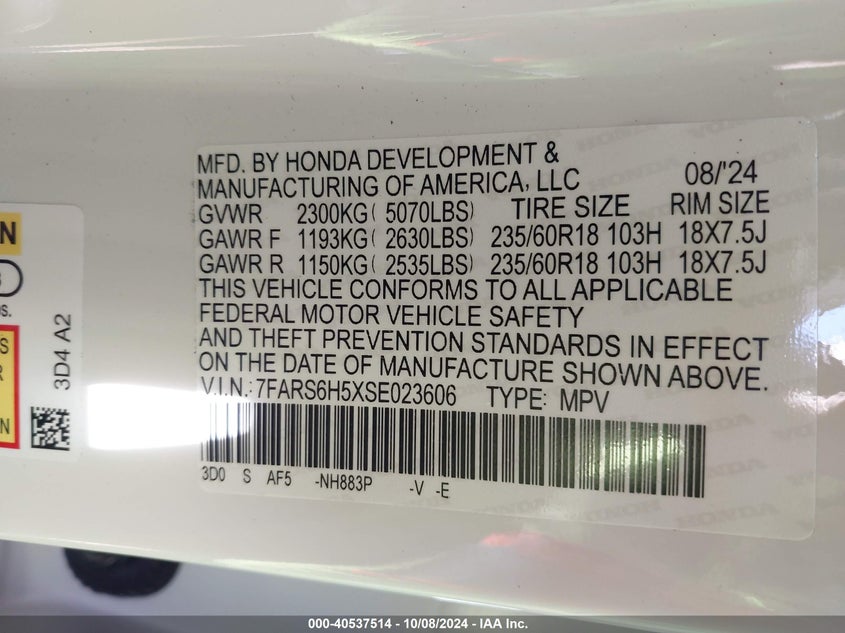 MFD. BY HONDA DEVELOPMENT &
MANUFACTURING OF AMERICA, LLC 08/'24
GVWR 2300KG( 5070LBS) TIRE SIZE RIM SIZE
GAWR F 1193KG( 2630LBS) 235/60R18 103H 18X7.5J
GAWR R 1150KG( 2535LBS) 235/60R18 103H 18X7.5J
THIS VEHICLE CONFORMS TO ALL APPLICABLE
FEDERAL MOTOR VEHICLE SAFETY
AND THEFT PREVENTION STANDARDS IN EFFECT
ON THE DATE OF MANUFACTURE SHOWN ABOVE.
V.I.N.: 7FARS6H5XSE023606 TYPE: MPV
3D0 S AF5 -NH883P -V -E
3D4 A2
000-40537514 - 10/08/2024 - IAA Inc.